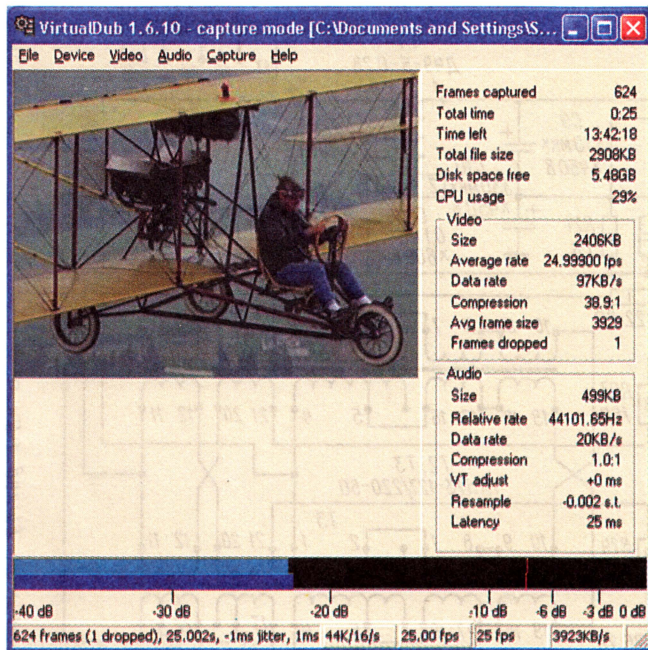 VirtualDub 1.6.10 - capture mode [C:\Documents and Settings\S...
File Device Video Audio Capture Help
Frames captured 624
Total time 0:25
Time left 13:42:18
Total file size 2908KB
Disk space free 5.48GB
CPU usage 29%
Video
Size 2406KB
Average rate 24.99900 fps
Data rate 97KB/s
Compression 38.9:1
Avg frame size 3929
Frames dropped 1
Audio
Size 499KB
Relative rate 44101.65Hz
Data rate 20KB/s
Compression 1.0:1
VT adjust +0 ms
Resample -0.002 s.t.
Latency 25 ms
-40 dB -30 dB -20 dB -10 dB -6 dB -3 dB 0 dB
624 frames (1 dropped), 25.002s, -1ms jitter, 1ms 44K/16/s 25.00 fps 25 fps 3923KB/s